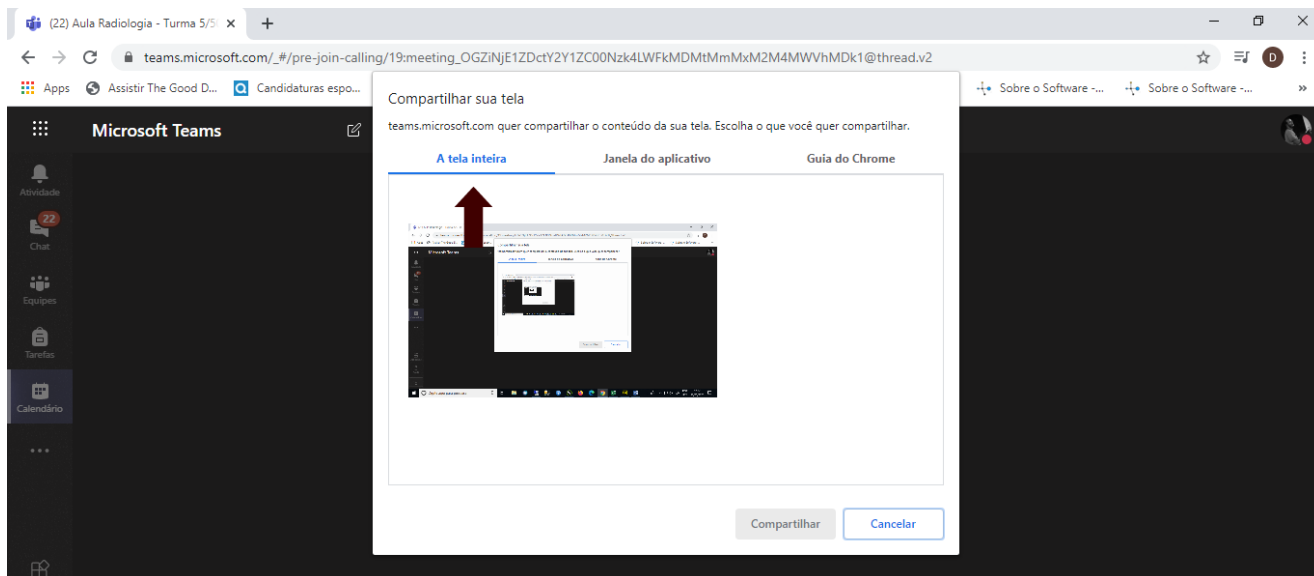 (22) Aula Radiologia - Turma 5/5
teams.microsoft.com/_#/pre-join-calling/19:meeting_OGZiNjE1ZDctY2Y1ZC00Nzk4LWFkMDMtMmMxM2M4MWVhMDk1@thread.v2
D
Apps
Assistir The Good D...
Candidaturas espo...
Sobre o Software -...
Sobre o Software -...
Microsoft Teams
Compartilhar sua tela
teams.microsoft.com quer compartilhar o conteúdo da sua tela. Escolha o que você quer compartilhar.
A tela inteira
Janela do aplicativo
Guia do Chrome
Atividade
22
Chat
Equipes
Tarefas
Calendário
Microsoft Teams
Compartilhar
Cancelar